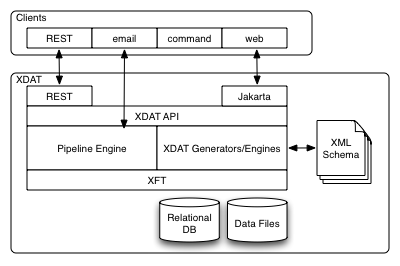 Clients
REST email command web
XDAT
REST Jakarta
XDAT API
Pipeline Engine XDAT Generators/Engines
XML
Schema
XFT
Relational
DB
Data Files